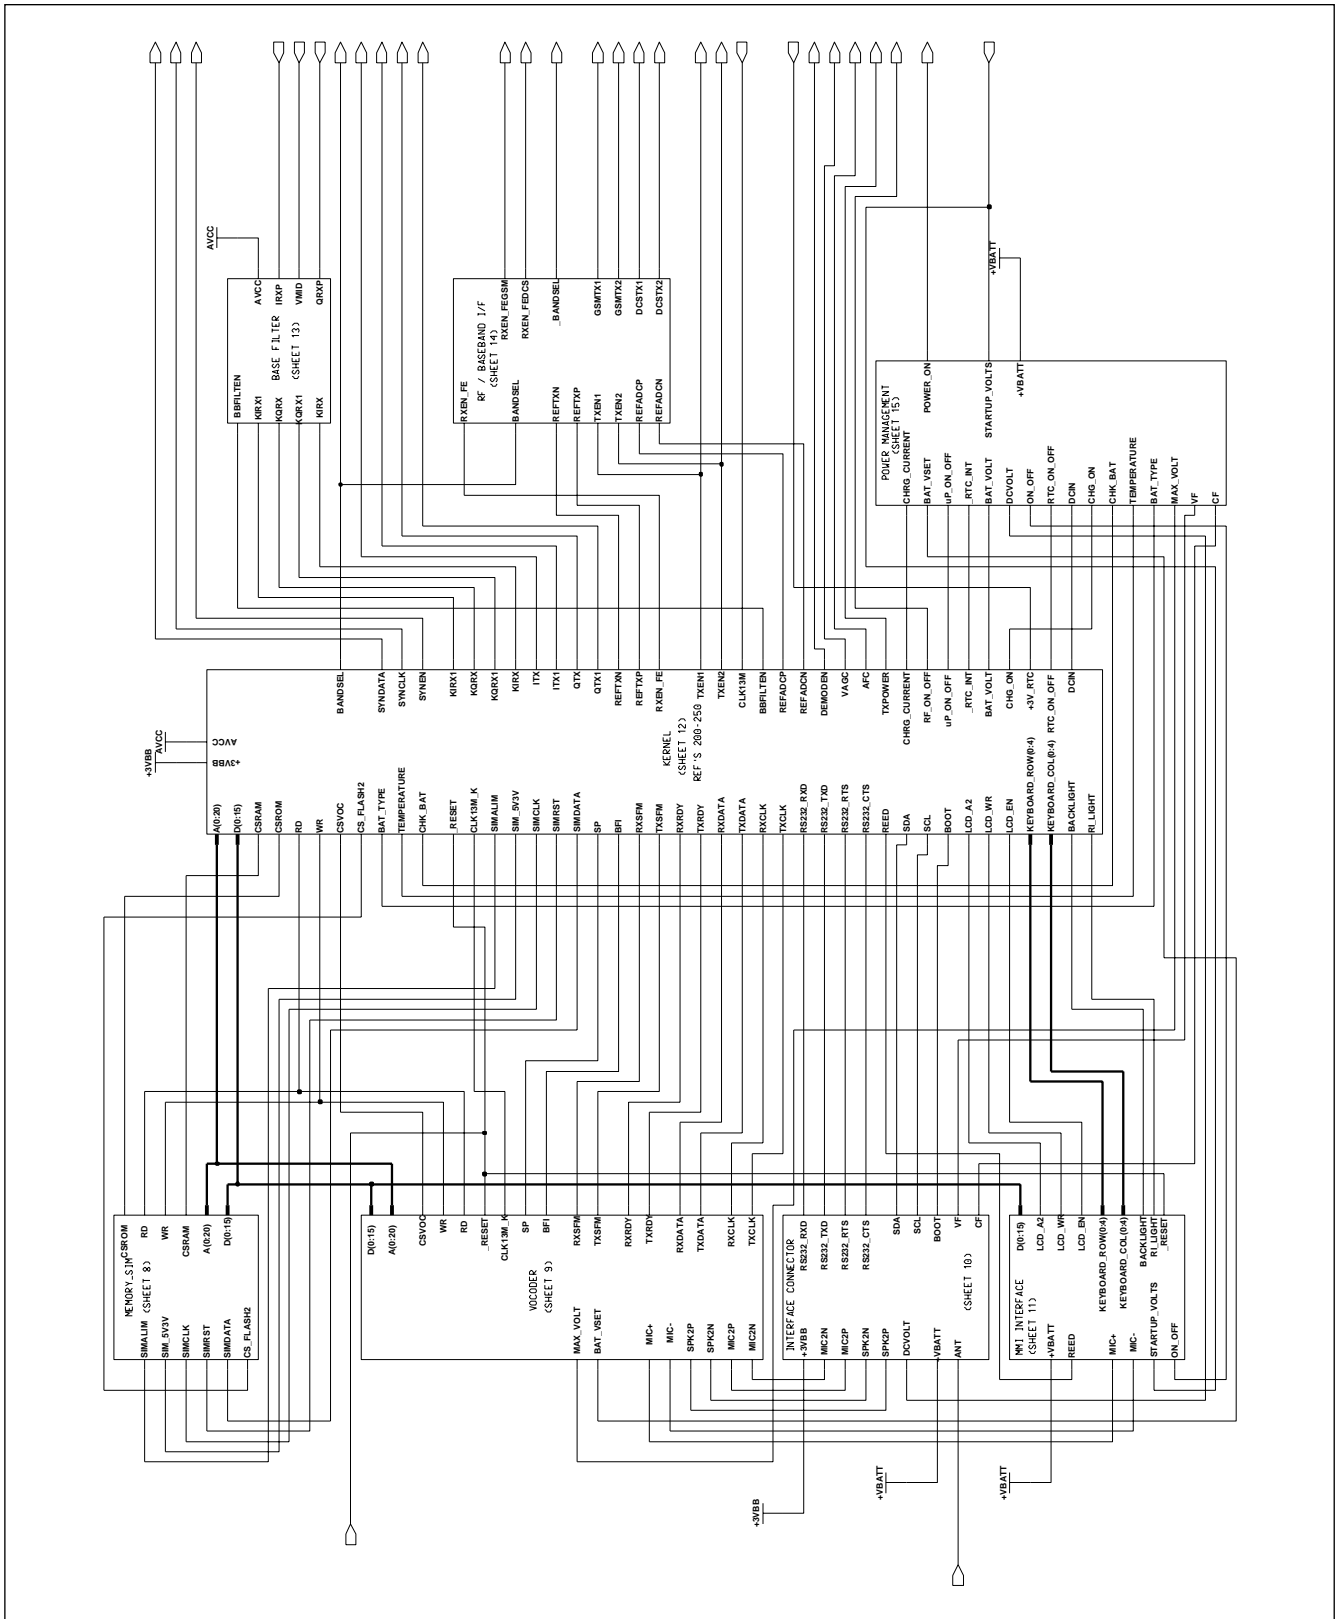 AVCC
AVCC
IRXP
VMID
QRXP
BASE FILTER
(SHEET 13)
BBFILTEN
KIRX1
KQRX
KQRX1
KIRX
RXEN_FEGSM
RXEN_FEDCS
_BANDSEL
GSMTX1
GSMTX2
DCSTX1
DCSTX2
RF / BASEBAND I/F
(SHEET 14)
RXEN_FE
BANDSEL
REFTXN
REFTXP
TXEN1
TXEN2
REFADCP
REFADCN
+VBATT
POWER_ON
STARTUP_VOLTS
+VBATT
POWER MANAGEMENT
(SHEET 15)
CHRG_CURRENT
BAT_VSET
uP_ON_OFF
_RTC_INT
BAT_VOLT
DCVOLT
ON_OFF
RTC_ON_OFF
DCIN
CHG_ON
CHK_BAT
TEMPERATURE
BAT_TYPE
MAX_VOLT
VF
CF
+3VBB
AVCC
AVCC
+3VBB
BANDSEL
SYNDATA
SYNCLK
SYNEN
KIRX1
KQRX
KQRX1
KIRX
ITX
ITX1
QTX
QTX1
REFTXN
REFTXP
RXEN_FE
TXEN1
TXEN2
CLK13M
BBFILTEN
REFADCP
REFADCN
DEMODEN
VAGC
AFC
TXPOWER
CHRG_CURRENT
RF_ON_OFF
uP_ON_OFF
_RTC_INT
BAT_VOLT
CHG_ON
+3V_RTC
RTC_ON_OFF
DCIN
KERNEL
(SHEET 12)
REF'S 200-250
A(0:20)
D(0:15)
CSRAM
CSROM
RD
WR
CSVOC
CS_FLASH2
BAT_TYPE
TEMPERATURE
CHK_BAT
_RESET
CLK13M_K
SIMALIM
SIM_5V3V
SIMCLK
SIMRST
SIMDATA
SP
BFI
RXSFM
TXSFM
RXRDY
TXRDY
RXDATA
TXDATA
RXCLK
TXCLK
RS232_RXD
RS232_TXD
RS232_RTS
RS232_CTS
REED
SDA
SCL
BOOT
LCD_A2
LCD_WR
LCD_EN
KEYBOARD_ROW(0:4)
KEYBOARD_COL(0:4)
BACKLIGHT
RI_LIGHT
CSROM
RD
WR
CSRAM
A(0:20)
D(0:15)
MEMORY_SIM
(SHEET 8)
SIMALIM
SIM_5V3V
SIMCLK
SIMRST
SIMDATA
CS_FLASH2
D(0:15)
A(0:20)
CSVOC
WR
RD
_RESET
CLK13M_K
SP
BFI
RXSFM
TXSFM
RXRDY
TXRDY
RXDATA
TXDATA
RXCLK
TXCLK
VOCODER
(SHEET 9)
MAX_VOLT
BAT_VSET
MIC+
MIC-
SPK2P
SPK2N
MIC2P
MIC2N
RS232_RXD
RS232_TXD
RS232_RTS
RS232_CTS
SDA
SCL
BOOT
VF
CF
INTERFACE CONNECTOR
(SHEET 10)
+3VBB
MIC2N
MIC2P
SPK2N
SPK2P
DCVOLT
+VBATT
ANT
D(0:15)
LCD_A2
LCD_WR
LCD_EN
KEYBOARD_ROW(0:4)
KEYBOARD_COL(0:4)
BACKLIGHT
RI_LIGHT
_RESET
MMI INTERFACE
(SHEET 11)
+VBATT
REED
MIC+
MIC-
STARTUP_VOLTS
ON_OFF
+3VBB
+VBATT
+VBATT